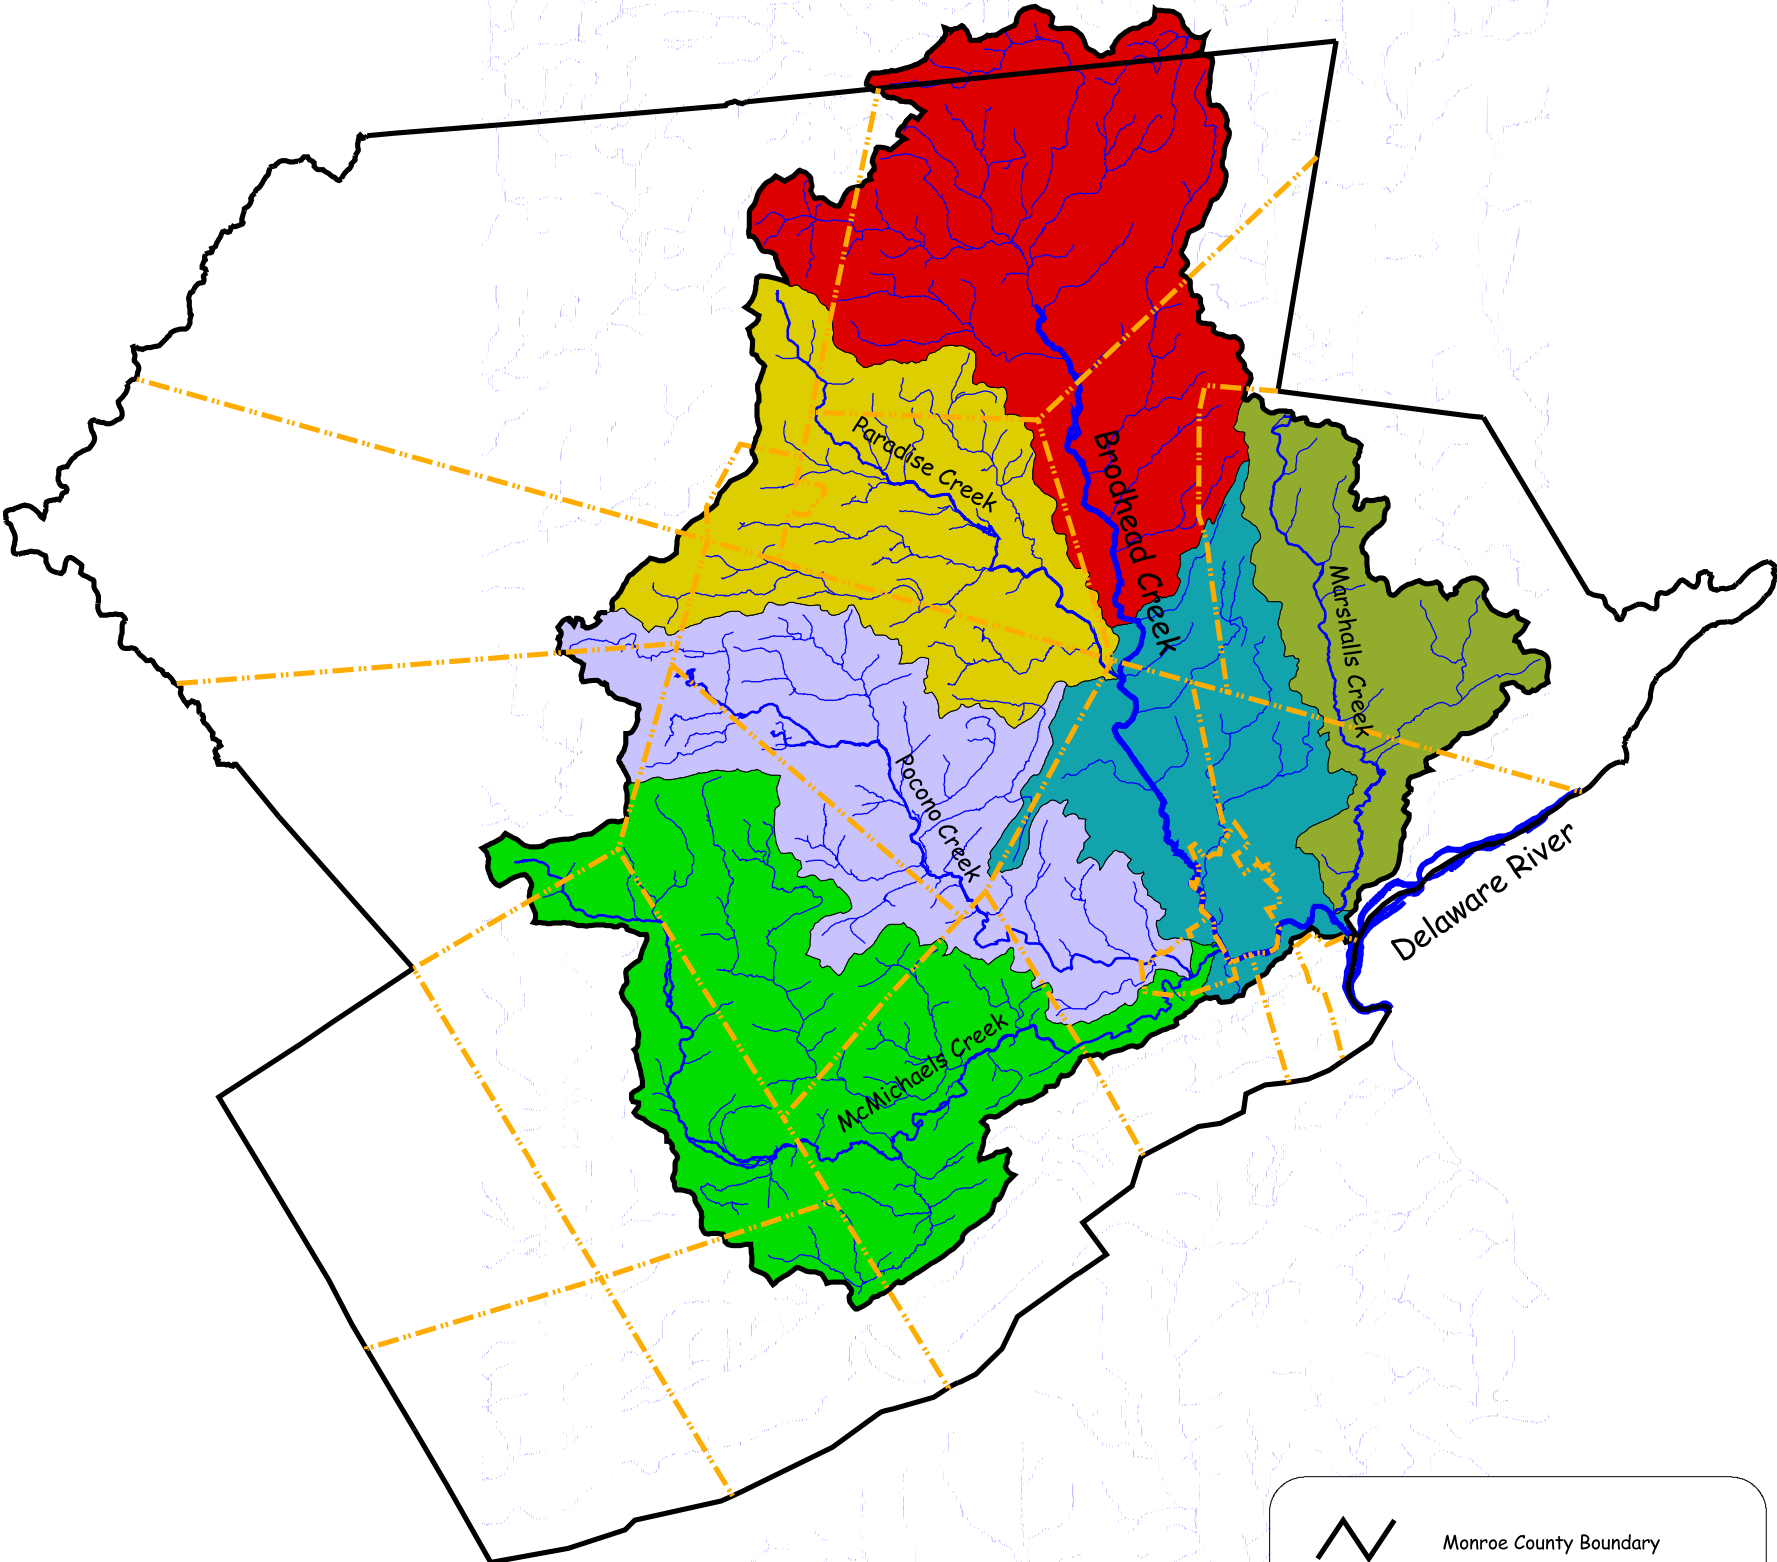 Paradise Creek
Brodhead Creek
Marshalls Creek
Pocono Creek
Delaware River
McMichaels Creek
Monroe County Boundary